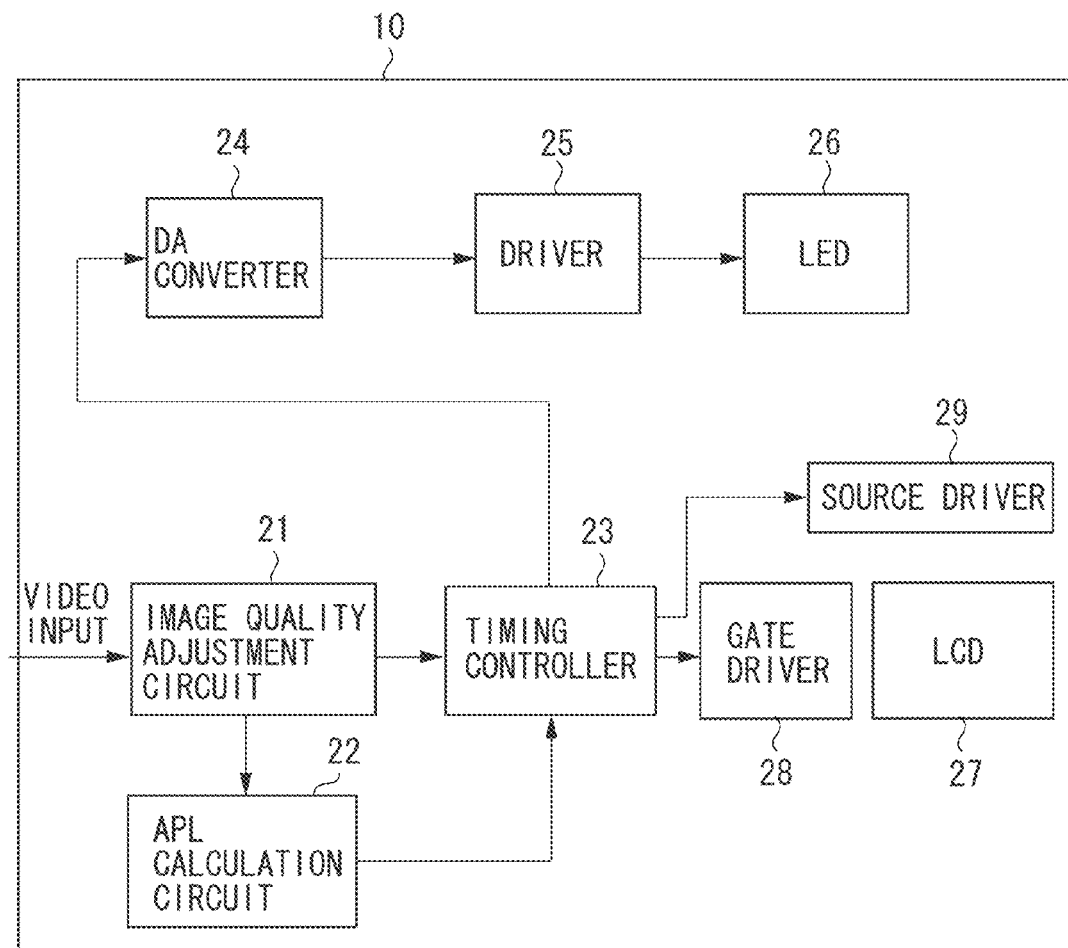 10
24
25
26
DA
CONVERTER
DRIVER
LED
29
SOURCE DRIVER
21
23
VIDEO
INPUT
IMAGE QUALITY
ADJUSTMENT
CIRCUIT
TIMING
CONTROLLER
GATE
DRIVER
LCD
22
28
27
APL
CALCULATION
CIRCUIT